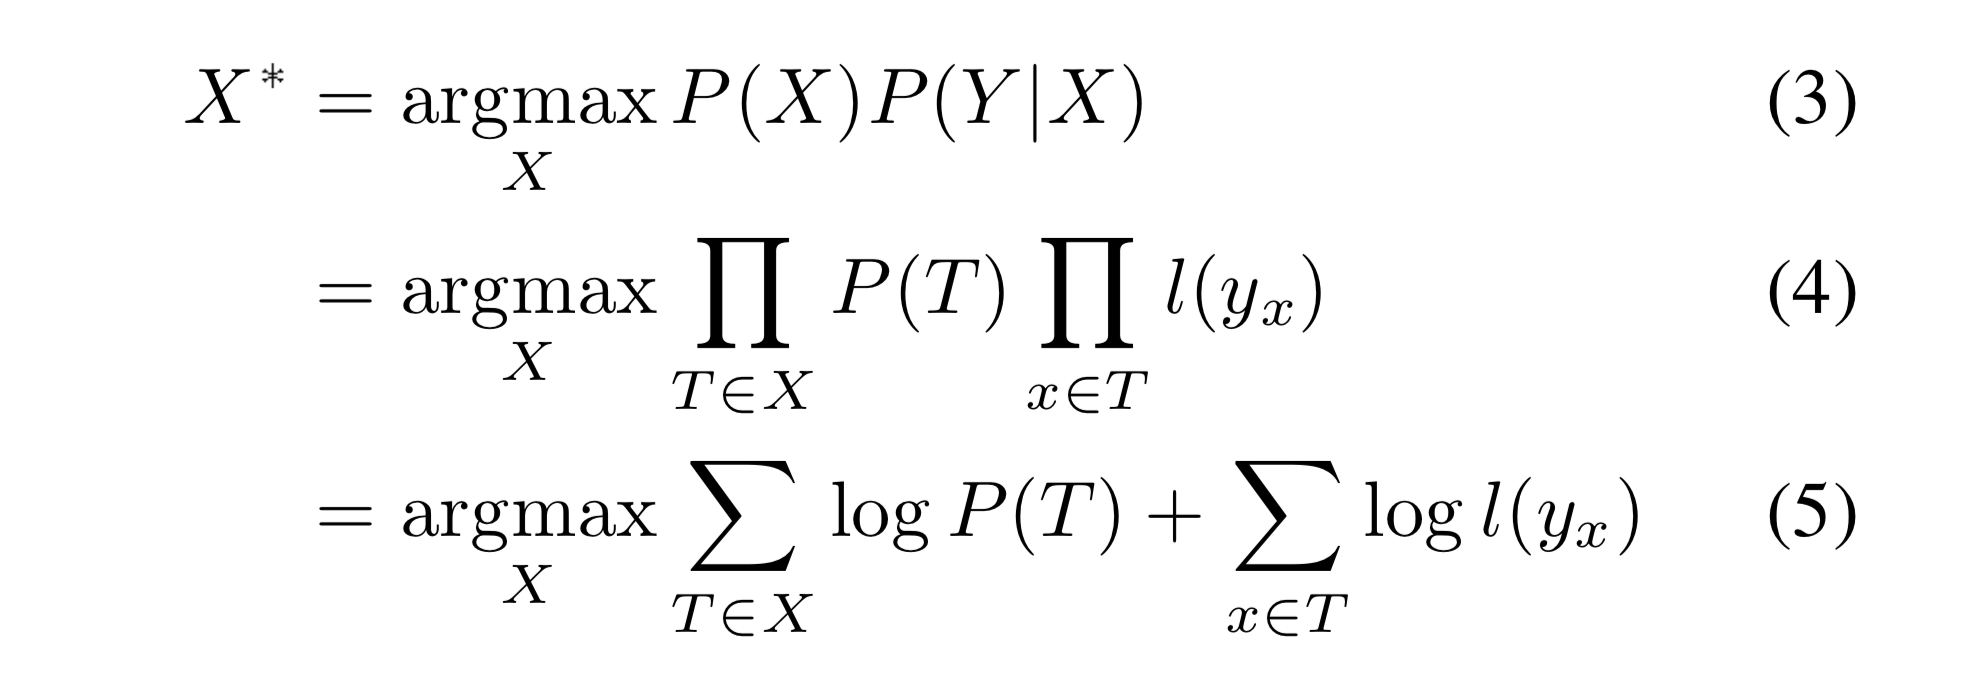 X* = argmax_X P(X)P(Y|X) (3)
= argmax_X ∏_{T∈X} P(T) ∏_{x∈T} l(y_x) (4)
= argmax_X ∑_{T∈X} log P(T) + ∑_{x∈T} log l(y_x) (5)